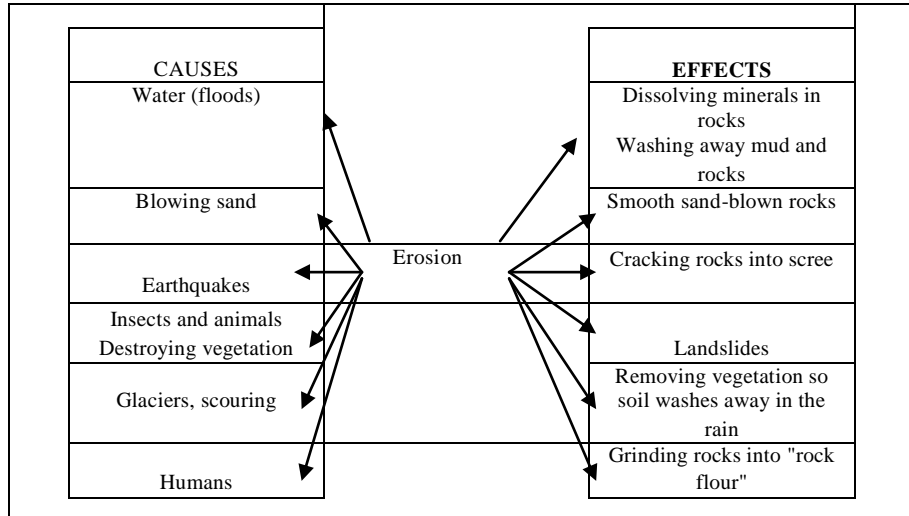 CAUSES
Water (floods)
Blowing sand
Earthquakes
Insects and animals
Destroying vegetation
Glaciers, scouring
Humans
Erosion
EFFECTS
Dissolving minerals in
rocks
Washing away mud and
rocks
Smooth sand-blown rocks
Cracking rocks into scree
Landslides
Removing vegetation so
soil washes away in the
rain
Grinding rocks into "rock
flour"